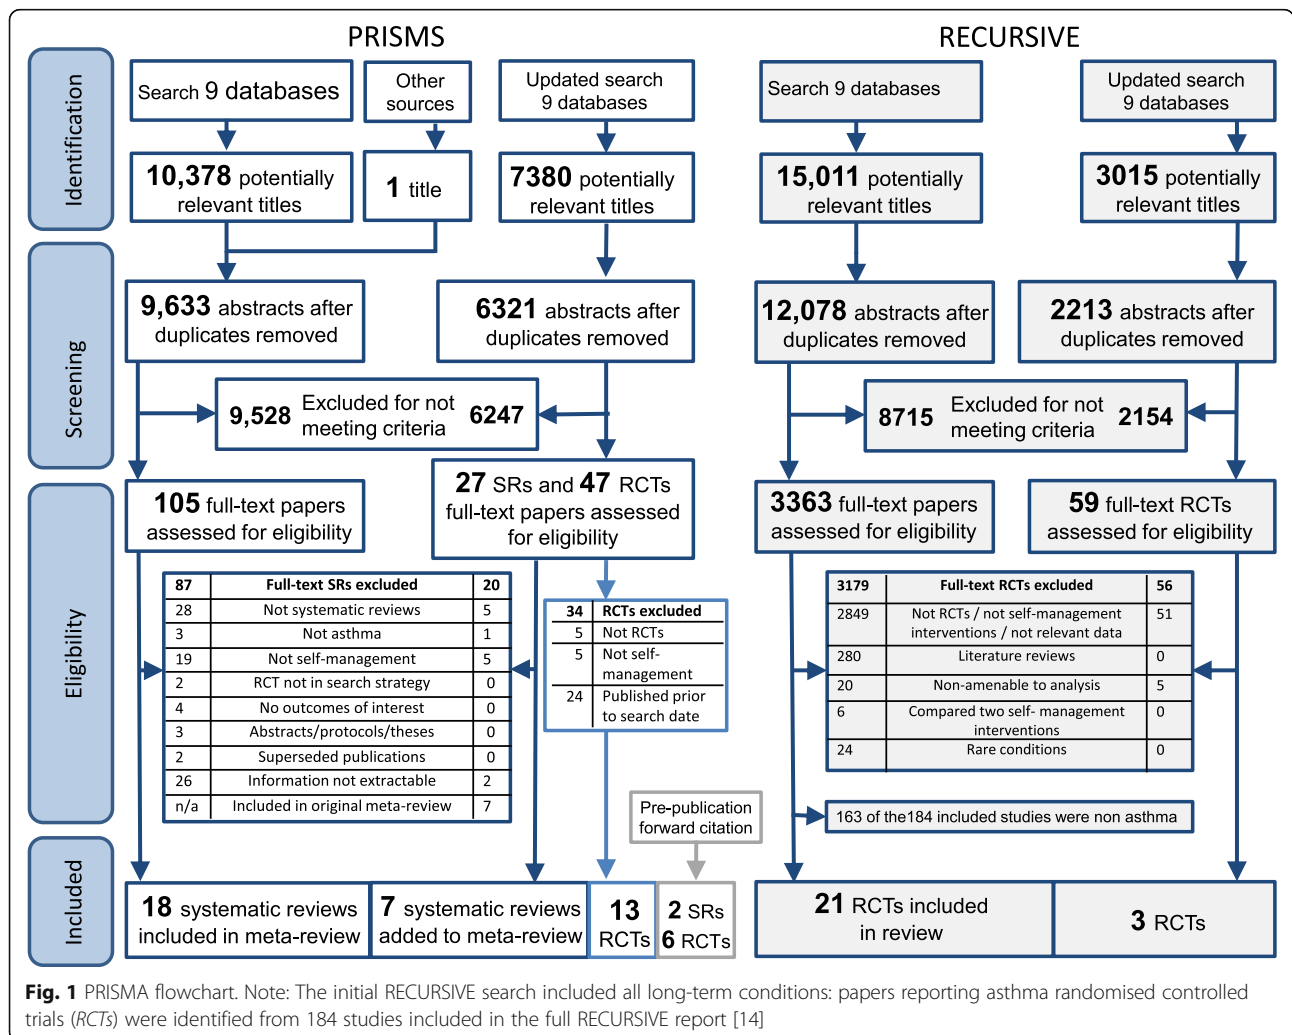 PRISMS
RECURSIVE
Identification
Search 9 databases
Other
sources
Updated search
9 databases
Search 9 databases
Updated search
9 databases
10,378 potentially
relevant titles
1 title
7380 potentially
relevant titles
15,011 potentially
relevant titles
3015 potentially
relevant titles
Screening
9,633 abstracts after
duplicates removed
6321 abstracts after
duplicates removed
12,078 abstracts after
duplicates removed
2213 abstracts after
duplicates removed
9,528 Excluded for not 6247
meeting criteria
8715 Excluded for not 2154
meeting criteria
Eligibility
105 full-text papers
assessed for eligibility
27 SRs and 47 RCTs
full-text papers assessed
for eligibility
3363 full-text papers
assessed for eligibility
59 full-text RCTs
assessed for eligibility
87 Full-text SRs excluded 20
28 Not systematic reviews 5
3 Not asthma 1
19 Not self-management 5
2 RCT not in search strategy 0
4 No outcomes of interest 0
3 Abstracts/protocols/theses 0
2 Superseded publications 0
26 Information not extractable 2
n/a Included in original meta-review 7
34 RCTs excluded
5 Not RCTs
5 Not self-
management
24 Published prior
to search date
3179 Full-text RCTs excluded 56
2849 Not RCTs / not self-management 51
interventions / not relevant data
280 Literature reviews 0
20 Non-amenable to analysis 5
6 Compared two self- management 0
interventions
24 Rare conditions 0
Pre-publication
forward citation
163 of the184 included studies were non asthma
Included
18 systematic reviews
included in meta-review
7 systematic reviews
added to meta-review
13
RCTs
2 SRs
6 RCTs
21 RCTs included
in review
3 RCTs
Fig. 1 PRISMA flowchart. Note: The initial RECURSIVE search included all long-term conditions: papers reporting asthma randomised controlled
trials (RCTs) were identified from 184 studies included in the full RECURSIVE report [14]